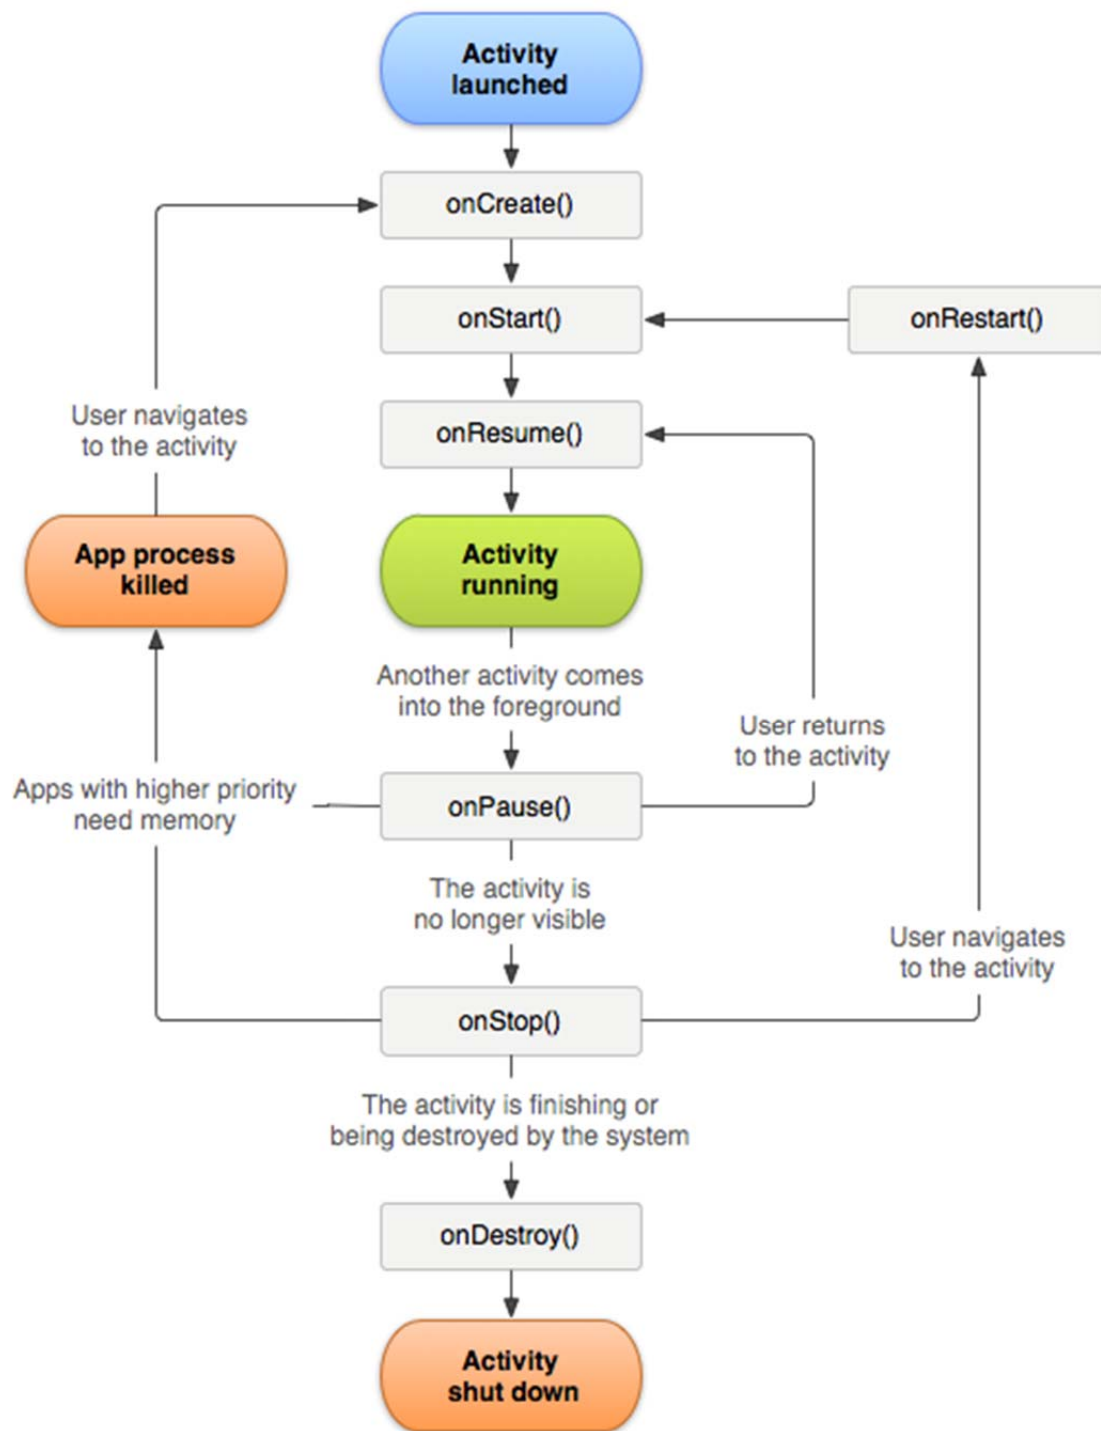 Activity
launched
onCreate()
onStart()
onRestart()
onResume()
User navigates
to the activity
App process
killed
Activity
running
Another activity comes
into the foreground
User returns
to the activity
Apps with higher priority
need memory
onPause()
The activity is
no longer visible
User navigates
to the activity
onStop()
The activity is finishing or
being destroyed by the system
onDestroy()
Activity
shut down